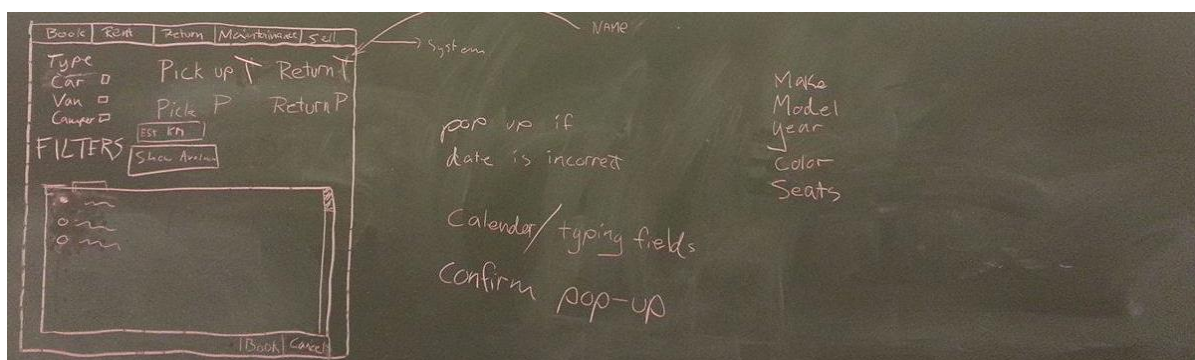 Book Rent Return Maintainance Sell
Type
Car
Van
Camper
Pick up T Return T
Pick P Return P
Est KM
FILTERS
Show
Book Cancel
NAME
System
pop up if
date is incorrect
Calender/typing fields
Confirm pop-up
Make
Model
Year
Color
Seats